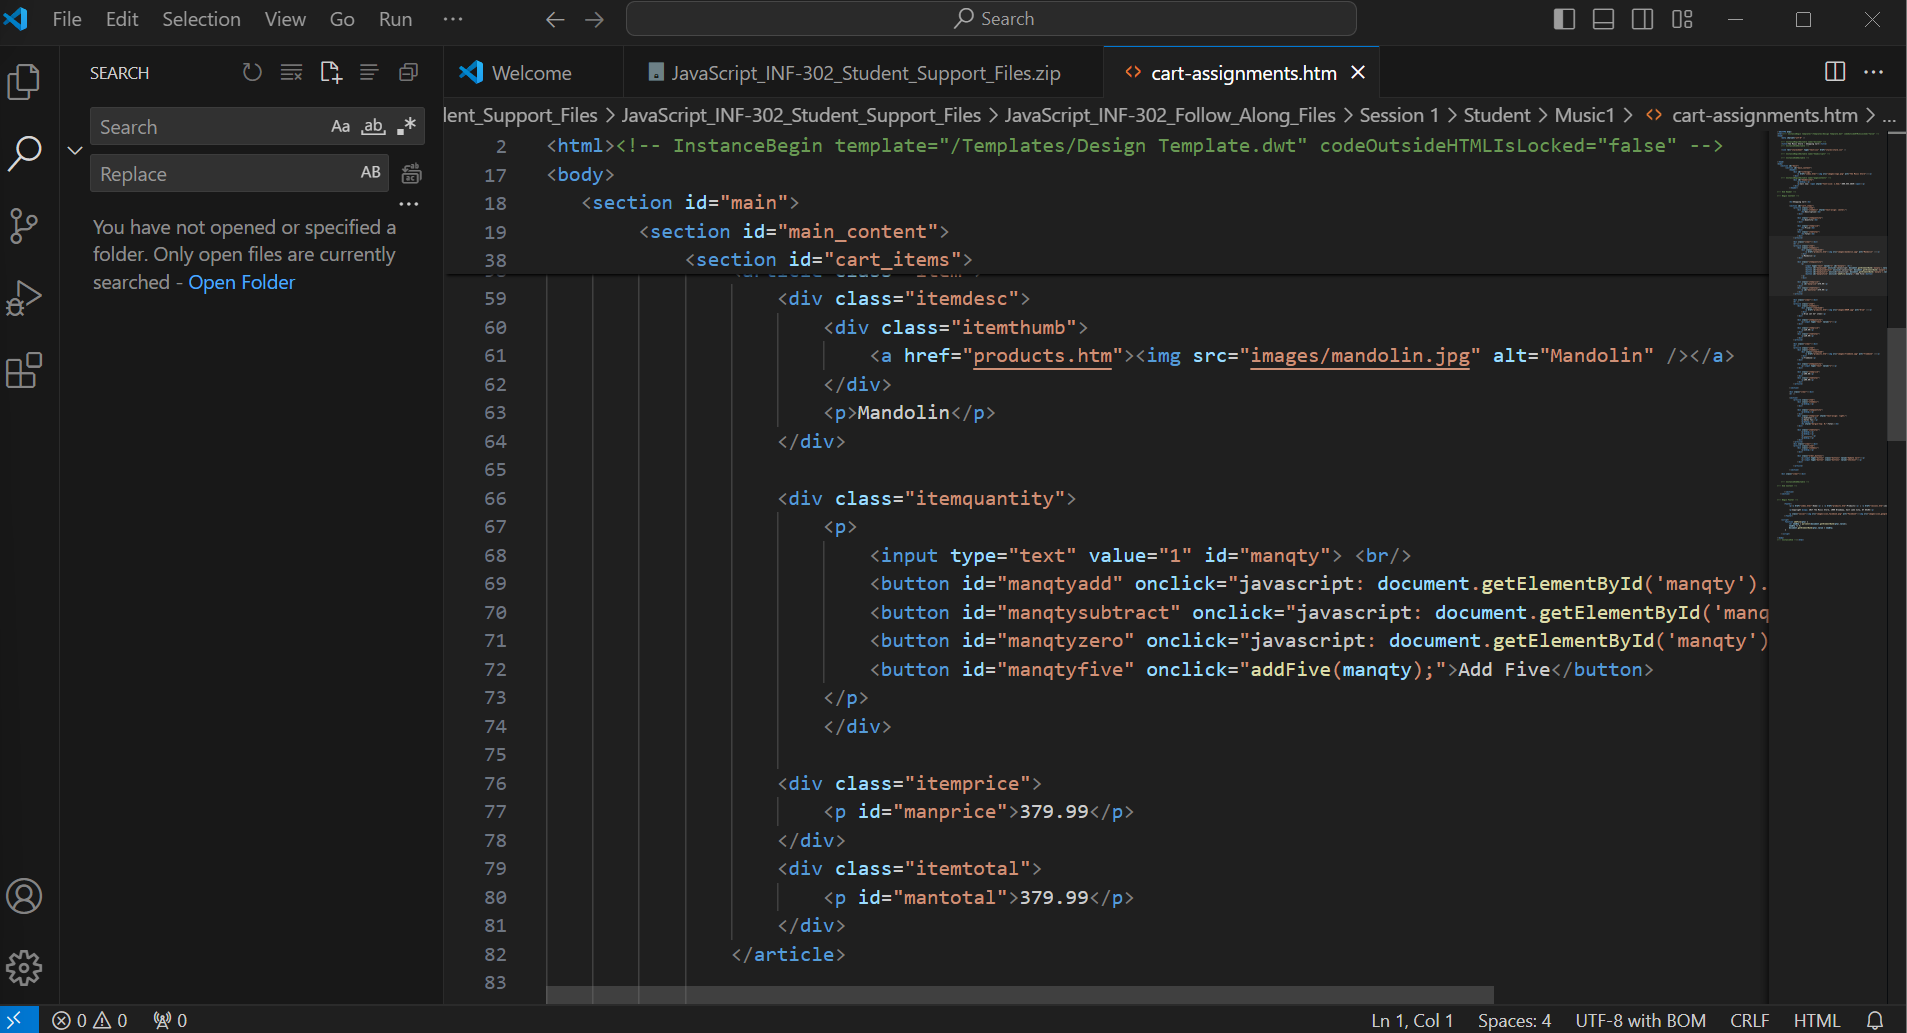 File Edit Selection View Go Run ···
Search
SEARCH
Search Aa ab .*
Replace AB
···
You have not opened or specified a
folder. Only open files are currently
searched - Open Folder
Welcome JavaScript_INF-302_Student_Support_Files.zip <> cart-assignments.htm ···
lent_Support_Files > JavaScript_INF-302_Student_Support_Files > JavaScript_INF-302_Follow_Along_Files > Session 1 > Student > Music1 > <> cart-assignments.htm > ...
2 <html><!-- InstanceBegin template="/Templates/Design Template.dwt" codeOutsideHTMLIsLocked="false" -->
17 <body>
18 <section id="main">
19 <section id="main_content">
38 <section id="cart_items">
59 <div class="itemdesc">
60 <div class="itemthumb">
61 <a href="products.htm"><img src="images/mandolin.jpg" alt="Mandolin" /></a>
62 </div>
63 <p>Mandolin</p>
64 </div>
65
66 <div class="itemquantity">
67 <p>
68 <input type="text" value="1" id="manqty"> <br/>
69 <button id="manqtyadd" onclick="javascript: document.getElementById('manqty').
70 <button id="manqtysubtract" onclick="javascript: document.getElementById('manq
71 <button id="manqtyzero" onclick="javascript: document.getElementById('manqty')
72 <button id="manqtyfive" onclick="addFive(manqty);">Add Five</button>
73 </p>
74 </div>
75
76 <div class="itemprice">
77 <p id="manprice">379.99</p>
78 </div>
79 <div class="itemtotal">
80 <p id="mantotal">379.99</p>
81 </div>
82 </article>
83
0 0 0 Ln 1, Col 1 Spaces: 4 UTF-8 with BOM CRLF HTML